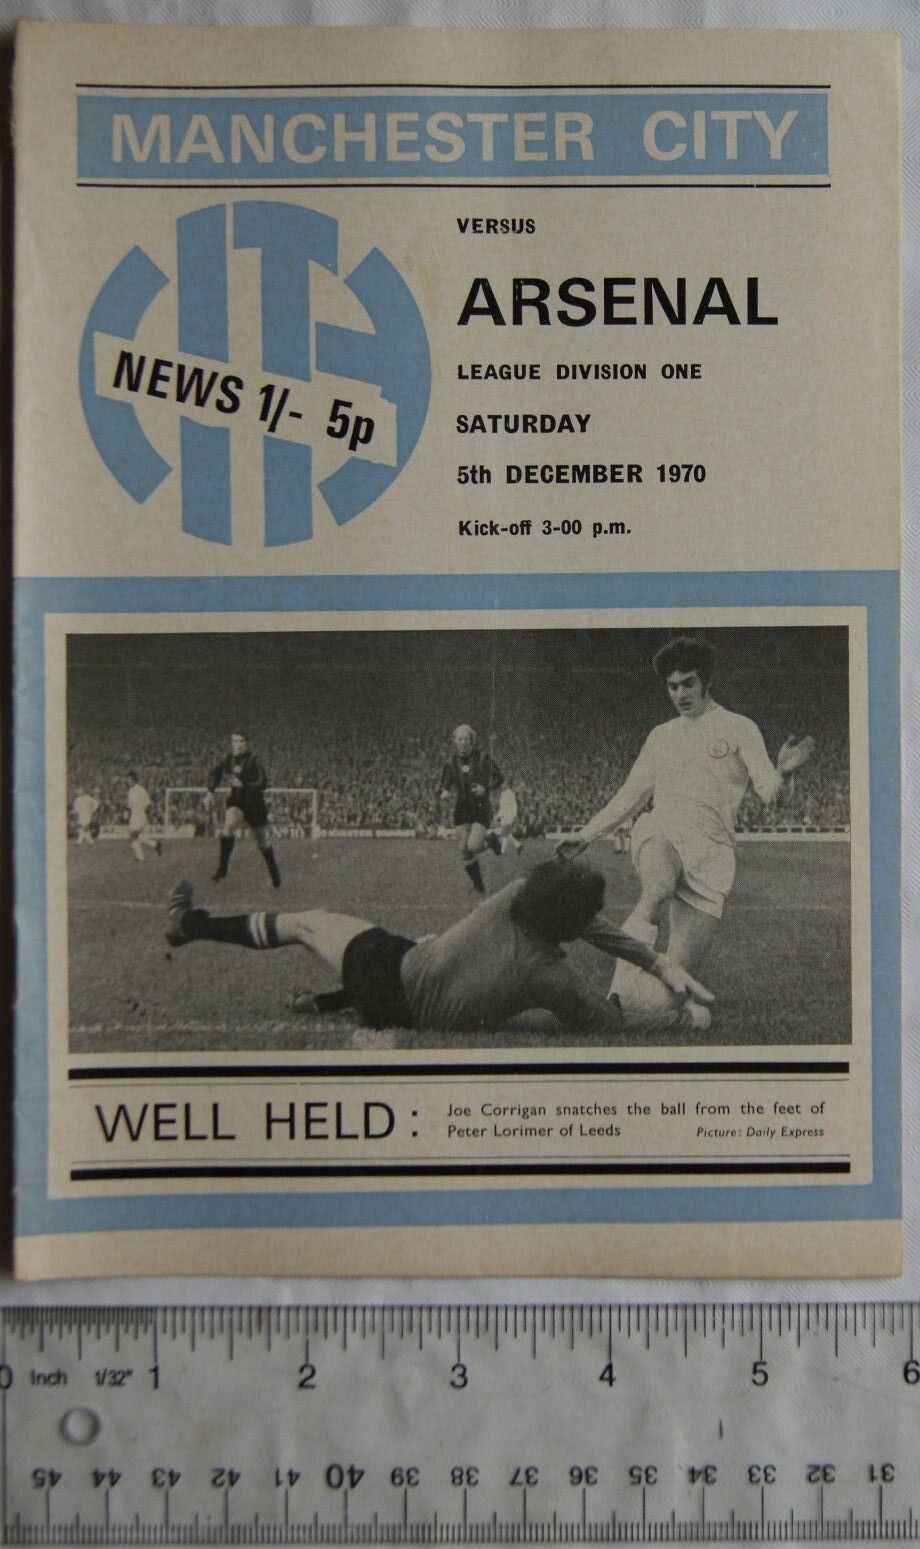 MANCHESTER CITY
CITY
NEWS 1/- 5p
VERSUS
ARSENAL
LEAGUE DIVISION ONE
SATURDAY
5th DECEMBER 1970
Kick-off 3-00 p.m.
WELL HELD :
Joe Corrigan snatches the ball from the feet of
Peter Lorimer of Leeds
Picture: Daily Express
0 Inch 1/32" 1 2 3 4 5 6
45 44 43 42 41 40 39 38 37 36 35 34 33 32 31